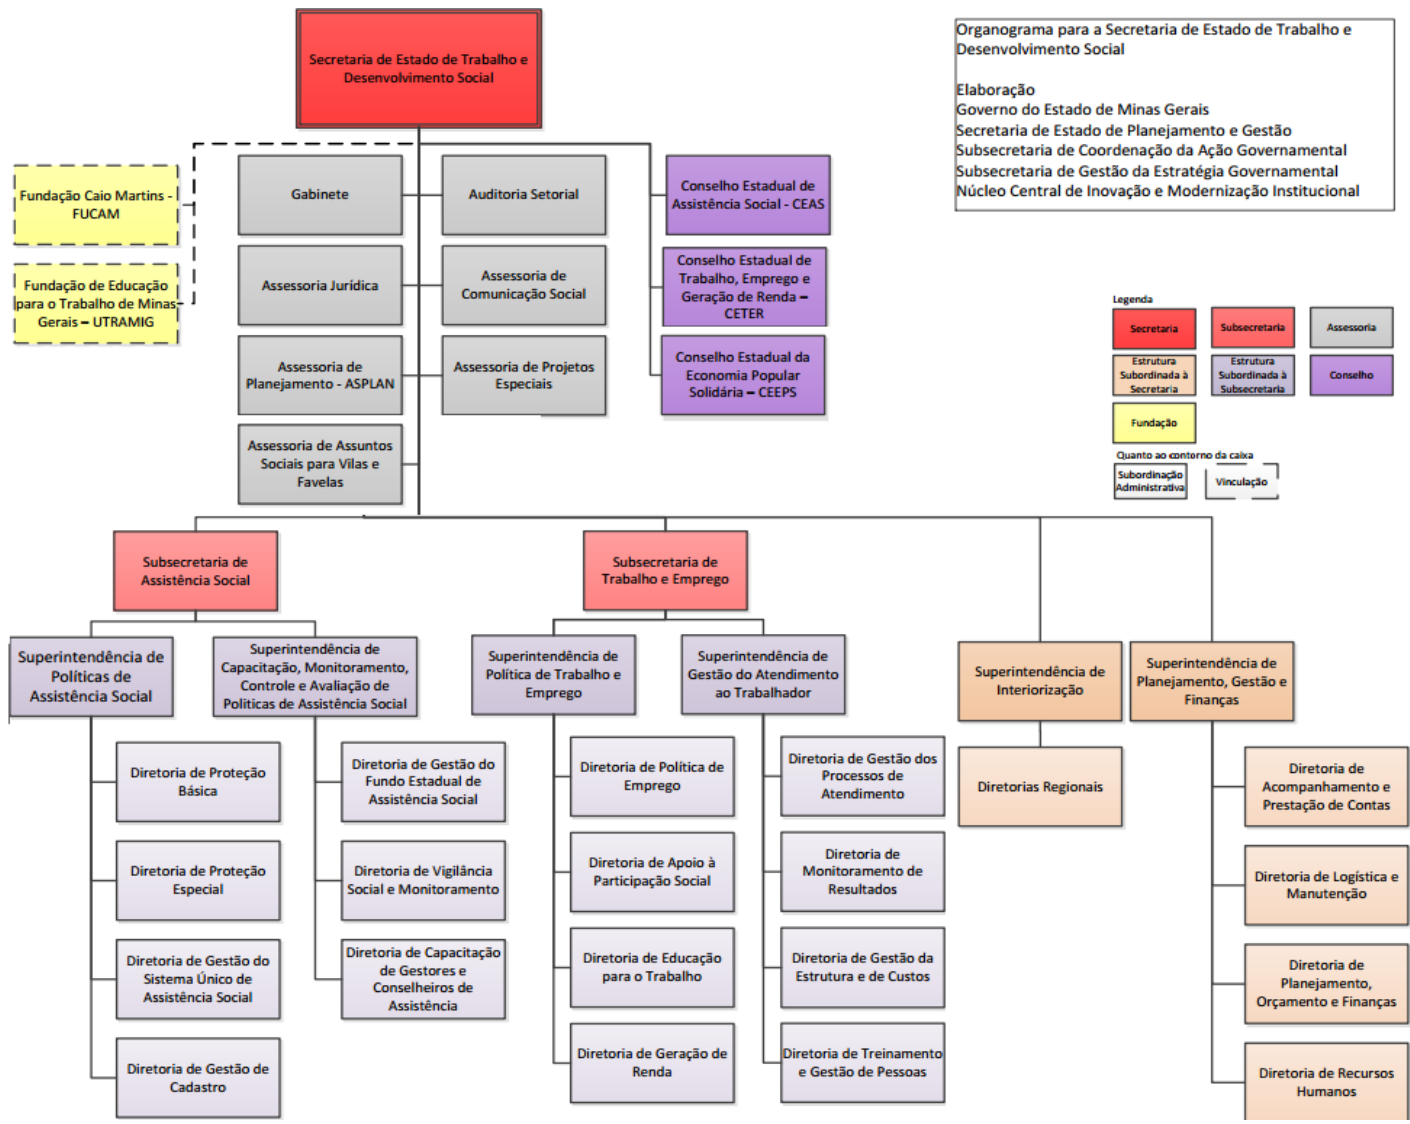 Secretaria de Estado de Trabalho e
Desenvolvimento Social
Organograma para a Secretaria de Estado de Trabalho e
Desenvolvimento Social
Elaboração
Governo do Estado de Minas Gerais
Secretaria de Estado de Planejamento e Gestão
Subsecretaria de Coordenação da Ação Governamental
Subsecretaria de Gestão da Estratégia Governamental
Núcleo Central de Inovação e Modernização Institucional
Fundação Caio Martins -
FUCAM
Fundação de Educação
para o Trabalho de Minas
Gerais – UTRAMIG
Gabinete
Auditoria Setorial
Assessoria Jurídica
Assessoria de
Comunicação Social
Assessoria de
Planejamento - ASPLAN
Assessoria de Projetos
Especiais
Assessoria de Assuntos
Sociais para Vilas e
Favelas
Conselho Estadual de
Assistência Social - CEAS
Conselho Estadual de
Trabalho, Emprego e
Geração de Renda –
CETER
Conselho Estadual da
Economia Popular
Solidária – CEEPS
Legenda
Secretaria
Subsecretaria
Assessoria
Estrutura
Subordinada à
Secretaria
Estrutura
Subordinada à
Subsecretaria
Conselho
Fundação
Quanto ao contorno da caixa
Subordinação
Administrativa
Vinculação
Subsecretaria de
Assistência Social
Subsecretaria de
Trabalho e Emprego
Superintendência de
Políticas de
Assistência Social
Superintendência de
Capacitação, Monitoramento,
Controle e Avaliação de
Politicas de Assistência Social
Superintendência de
Política de Trabalho e
Emprego
Superintendência de
Gestão do Atendimento
ao Trabalhador
Superintendência de
Interiorização
Superintendência de
Planejamento, Gestão e
Finanças
Diretoria de Proteção
Básica
Diretoria de Proteção
Especial
Diretoria de Gestão do
Sistema Único de
Assistência Social
Diretoria de Gestão de
Cadastro
Diretoria de Gestão do
Fundo Estadual de
Assistência Social
Diretoria de Vigilância
Social e Monitoramento
Diretoria de Capacitação
de Gestores e
Conselheiros de
Assistência
Diretoria de Política de
Emprego
Diretoria de Apoio à
Participação Social
Diretoria de Educação
para o Trabalho
Diretoria de Geração de
Renda
Diretoria de Gestão dos
Processos de
Atendimento
Diretoria de
Monitoramento de
Resultados
Diretoria de Gestão da
Estrutura e de Custos
Diretoria de Treinamento
e Gestão de Pessoas
Diretorias Regionais
Diretoria de
Acompanhamento e
Prestação de Contas
Diretoria de Logística e
Manutenção
Diretoria de
Planejamento,
Orçamento e Finanças
Diretoria de Recursos
Humanos